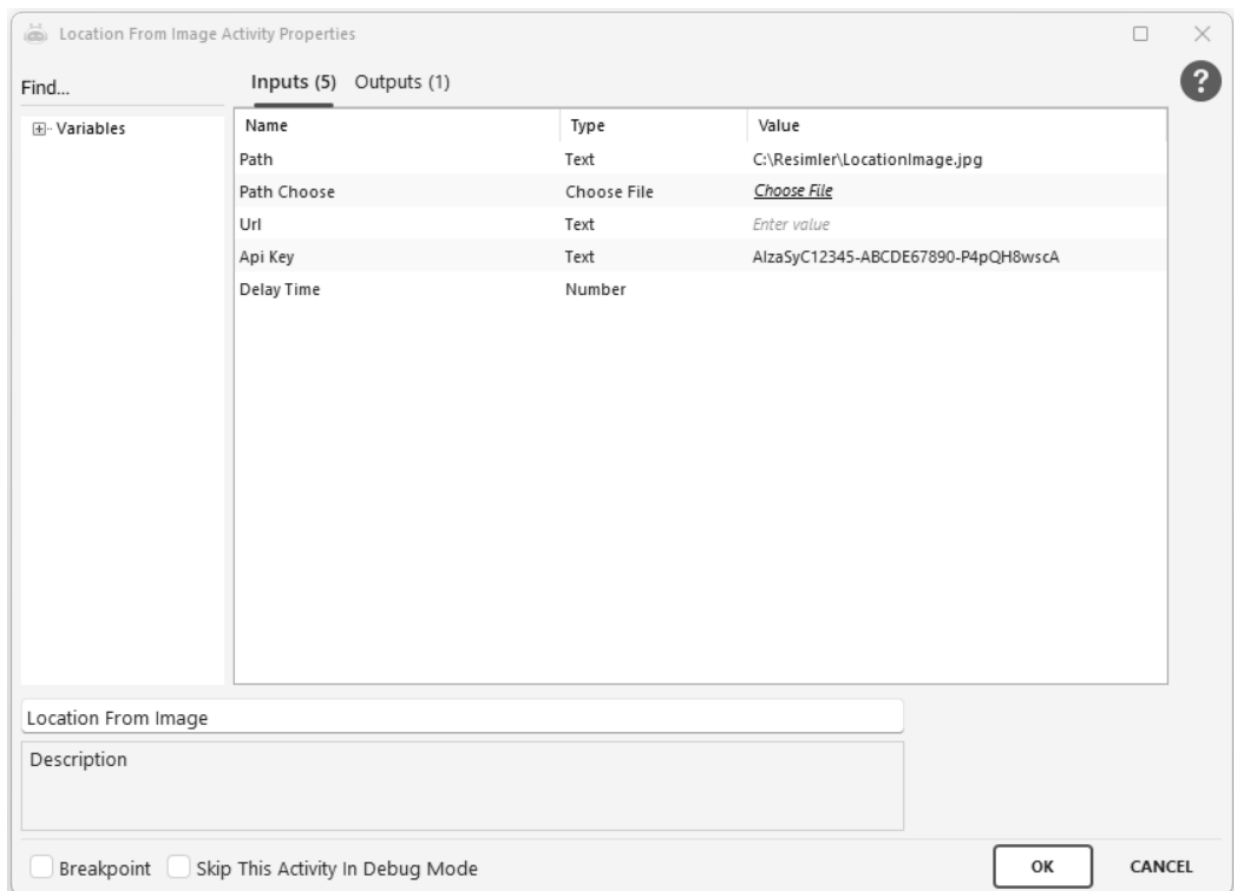 Location From Image Activity Properties
Find...
Inputs (5) Outputs (1)
?
Variables
Name Type Value
Path Text C:\Resimler\LocationImage.jpg
Path Choose Choose File Choose File
Url Text Enter value
Api Key Text AIzaSyC12345-ABCDE67890-P4pQH8wscA
Delay Time Number
Location From Image
Description
Breakpoint Skip This Activity In Debug Mode OK CANCEL